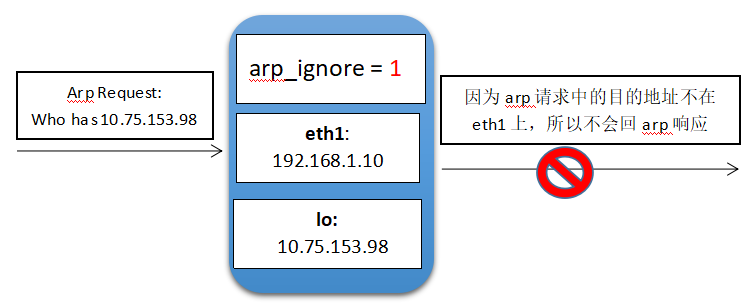 Arp Request:
Who has 10.75.153.98
arp_ignore = 1
eth1:
192.168.1.10
lo:
10.75.153.98
因为 arp 请求中的目的地址不在
eth1 上，所以不会回 arp 响应